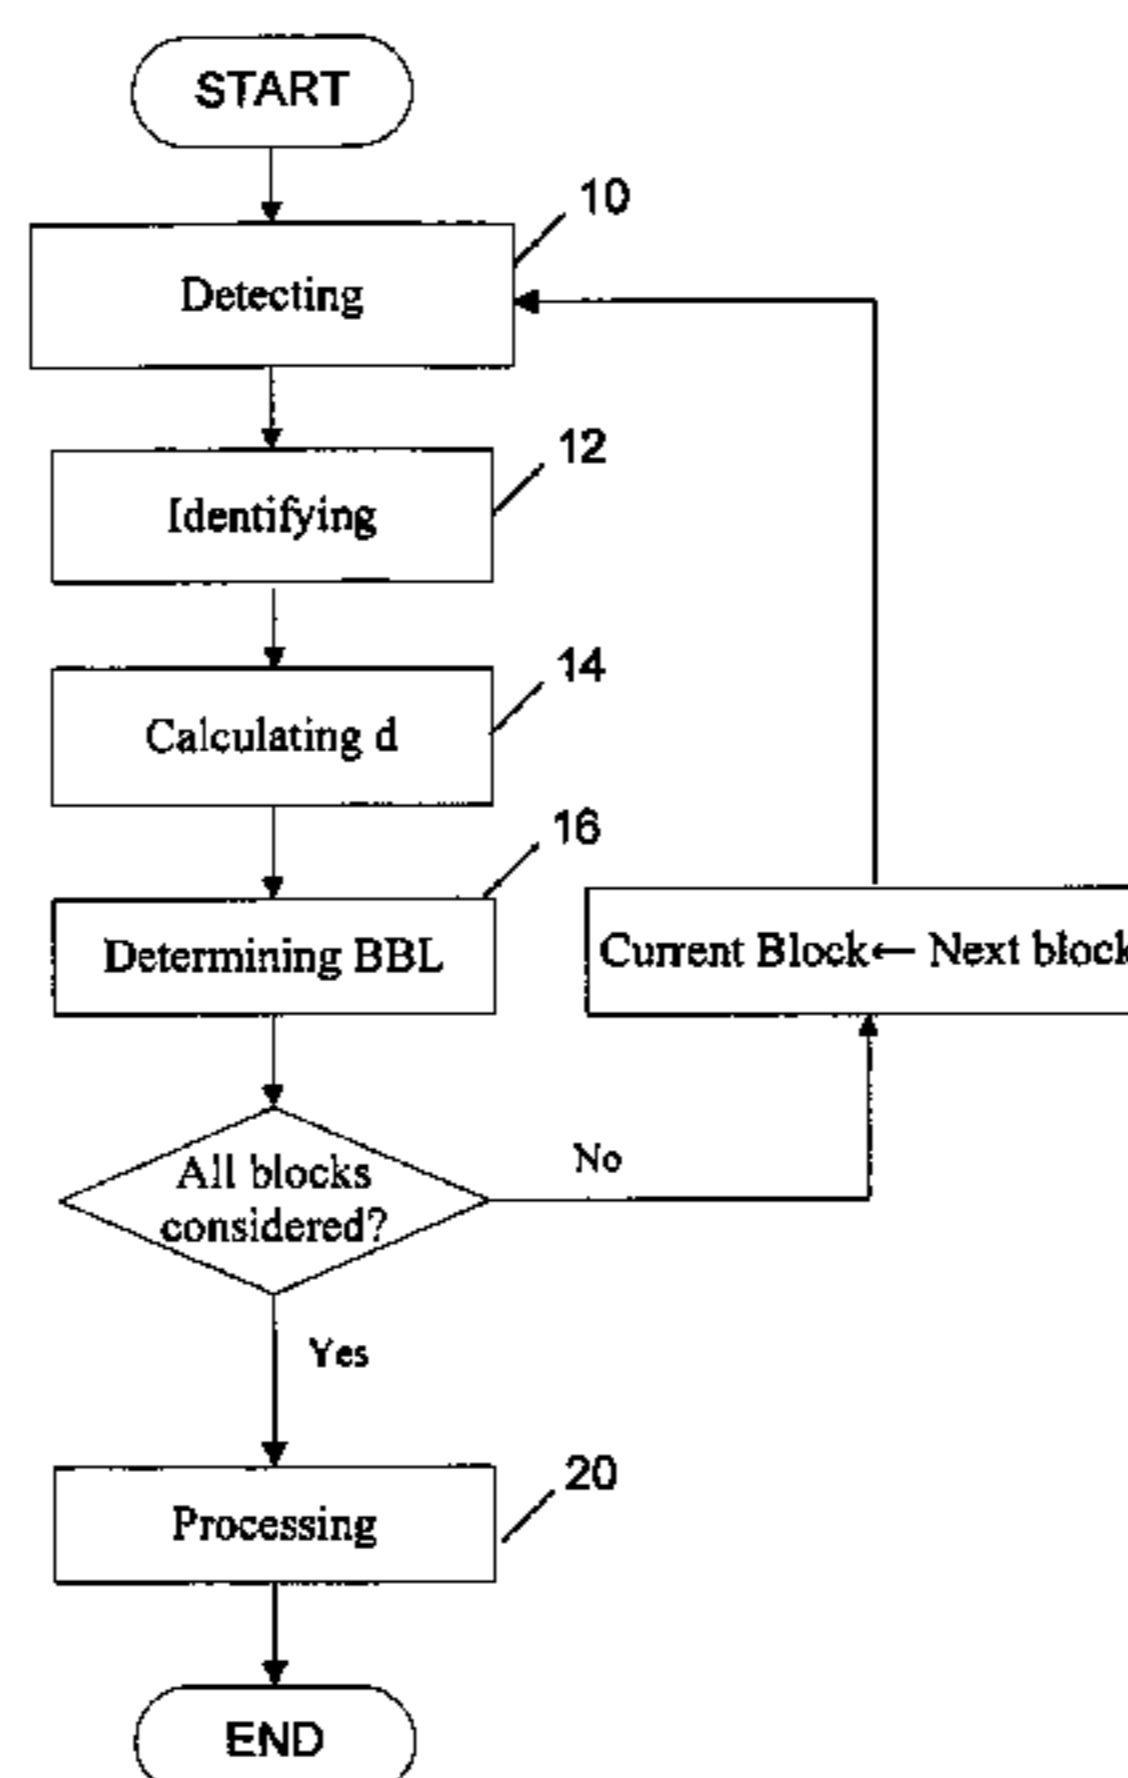 START
10
Detecting
12
Identifying
14
Calculating d
16
Determining BBL
Current Block← Next block
All blocks
considered?
No
Yes
20
Processing
END